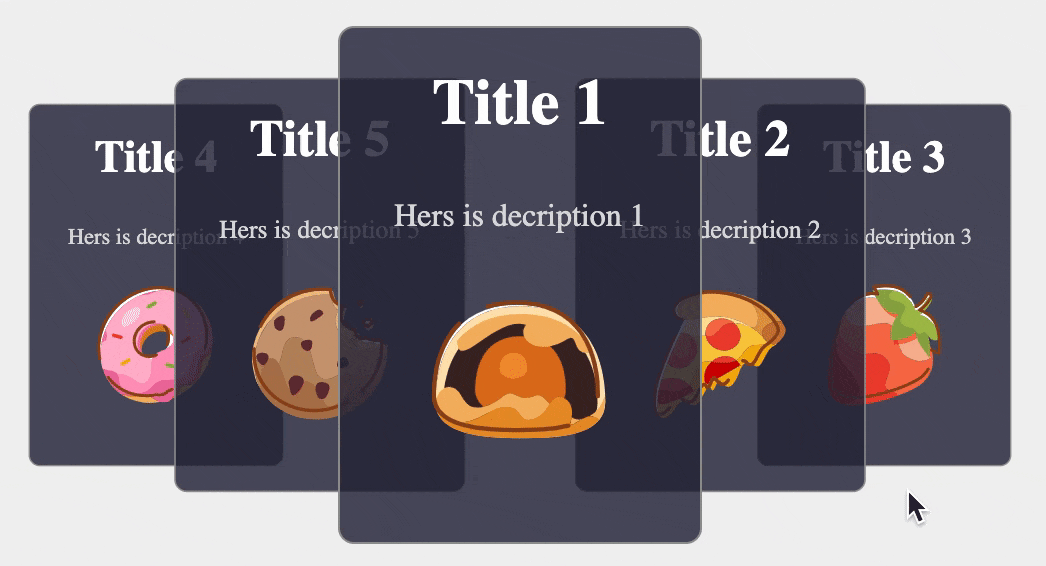 Title 4
Hers is decription 4
Title 5
Hers is decription 5
Title 1
Hers is decription 1
Title 2
Hers is decription 2
Title 3
Hers is decription 3